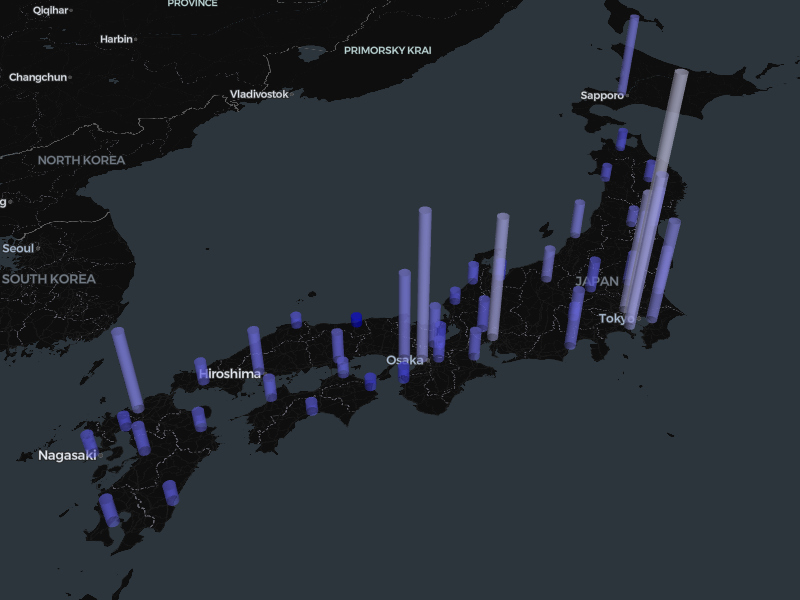 PROVINCE
Qiqihar
Harbin
PRIMORSKY KRAI
Changchun
Vladivostok
Sapporo
NORTH KOREA
Seoul
SOUTH KOREA
JAPAN
Tokyo
Osaka
Hiroshima
Nagasaki